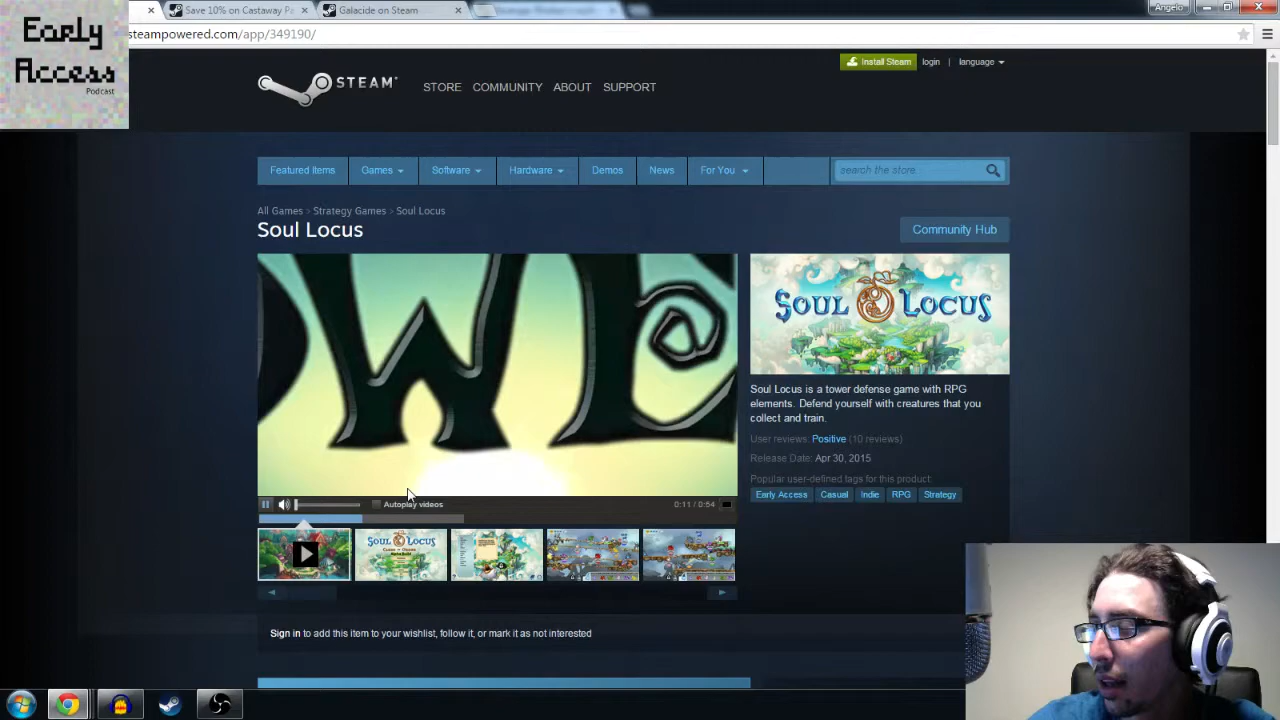 Early
Access
Podcast
Save 10% on Castaway Pa
Galacide on Steam
Angelo
steampowered.com/app/349190/
Install Steam
login
language
STEAM
STORE
COMMUNITY
ABOUT
SUPPORT
Featured Items
Games
Software
Hardware
Demos
News
For You
search the store
All Games > Strategy Games > Soul Locus
Soul Locus
Community Hub
WE
SOUL LOCUS
Soul Locus is a tower defense game with RPG
elements. Defend yourself with creatures that you
collect and train.
User reviews: Positive (10 reviews)
Release Date: Apr 30, 2015
Popular user-defined tags for this product:
Early Access
Casual
Indie
RPG
Strategy
Autoplay videos
0:11 / 0:54
SOUL LOCUS
Sign in to add this item to your wishlist, follow it, or mark it as not interested